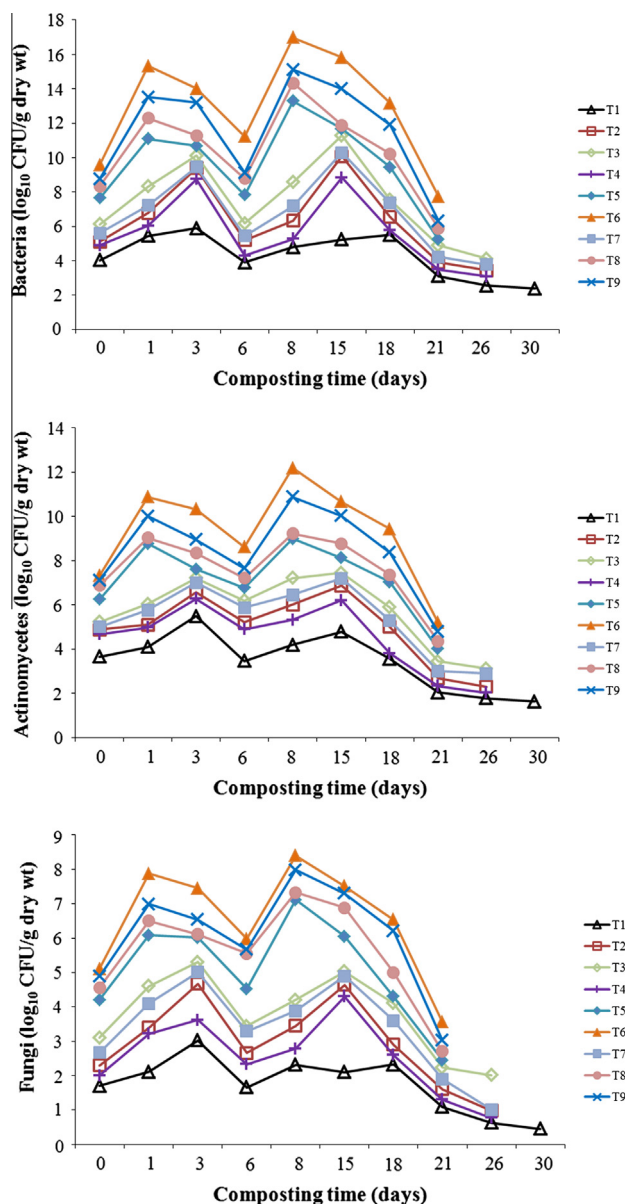 Bacteria (log10 CFU/g dry wt)
18
16
14
12
10
8
6
4
2
0
0 1 3 6 8 15 18 21 26 30
Composting time (days)
T1
T2
T3
T4
T5
T6
T7
T8
T9
Actinomycetes (log10 CFU/g dry wt)
14
12
10
8
6
4
2
0
0 1 3 6 8 15 18 21 26 30
Composting time (days)
T1
T2
T3
T4
T5
T6
T7
T8
T9
Fungi (log10 CFU/g dry wt)
9
8
7
6
5
4
3
2
1
0
0 1 3 6 8 15 18 21 26 30
Composting time (days)
T1
T2
T3
T4
T5
T6
T7
T8
T9